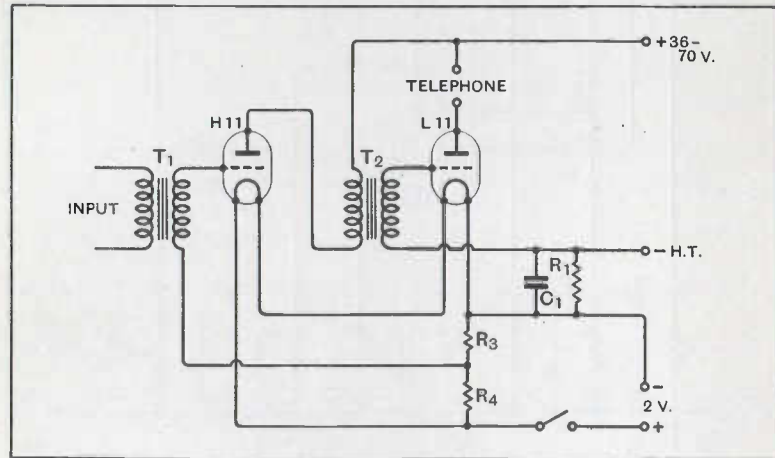 +36–
70 V.
TELEPHONE
H 11
L 11
T1
T2
INPUT
– H.T.
R1
C1
R3
–
2 V.
R4
+